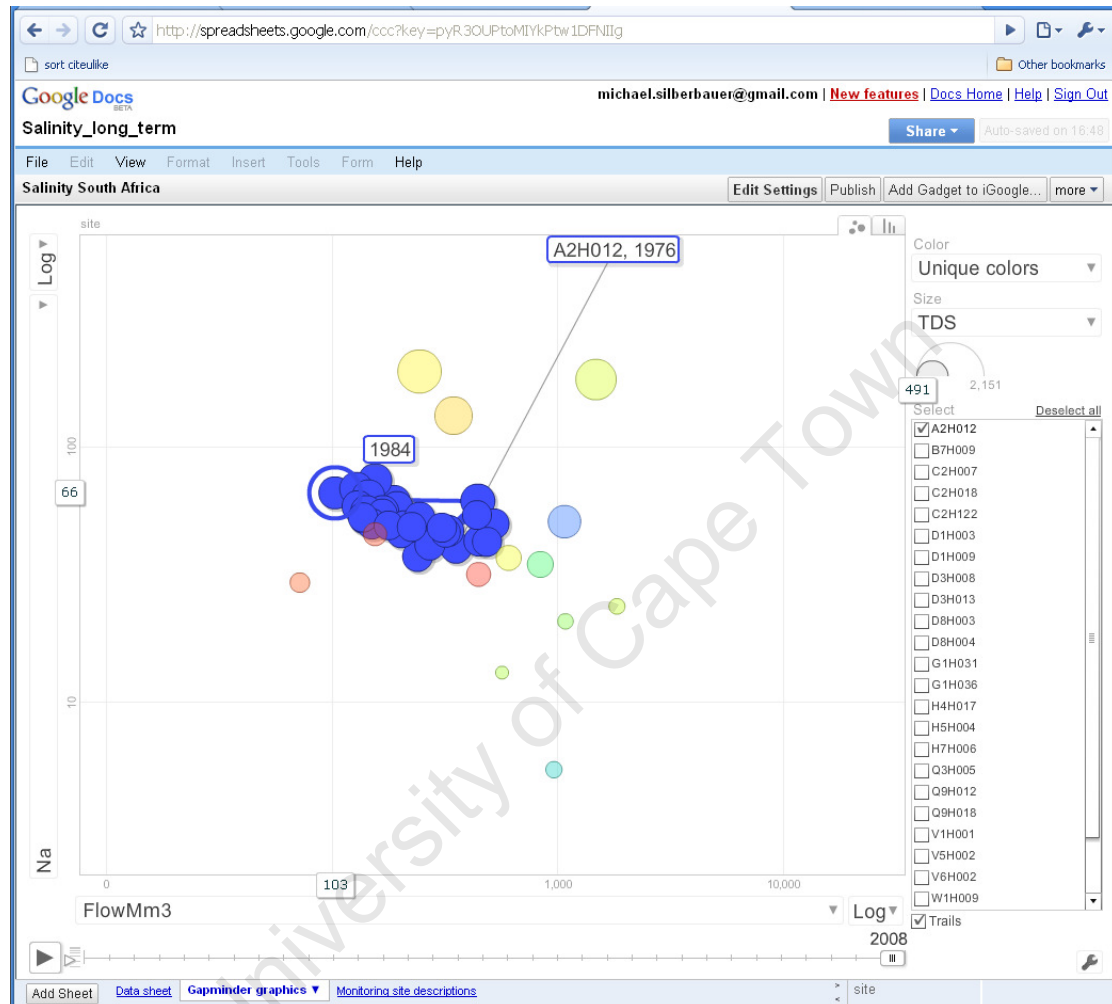 http://spreadsheets.google.com/ccc?key=pyR3OUPtoMIYkPtw1DFNIIg
sort citeulike
Other bookmarks
Google Docs
BETA
michael.silberbauer@gmail.com | New features | Docs Home | Help | Sign Out
Salinity_long_term
Share
Auto-saved on 16:48
File Edit View Format Insert Tools Form Help
Salinity South Africa
Edit Settings Publish Add Gadget to iGoogle... more
site
Log
A2H012, 1976
1984
100
66
10
Na
0
103
1,000
10,000
FlowMm3
Log
2008
Color
Unique colors
Size
TDS
491
2,151
Select Deselect all
A2H012
B7H009
C2H007
C2H018
C2H122
D1H003
D1H009
D3H008
D3H013
D8H003
D8H004
G1H031
G1H036
H4H017
H5H004
H7H006
Q3H005
Q9H012
Q9H018
V1H001
V5H002
V6H002
W1H009
Trails
Add Sheet Data sheet Gapminder graphics Monitoring site descriptions
site
University of Cape Town